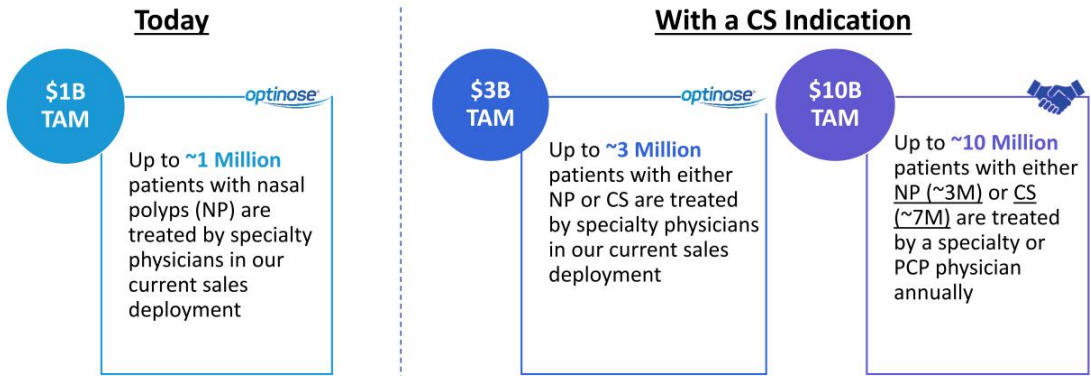 Today
$1B
TAM
optinose®
Up to ~1 Million
patients with nasal
polyps (NP) are
treated by specialty
physicians in our
current sales
deployment
With a CS Indication
$3B
TAM
optinose®
Up to ~3 Million
patients with either
NP or CS are treated
by specialty physicians
in our current sales
deployment
$10B
TAM
Up to ~10 Million
patients with either
NP (~3M) or CS
(~7M) are treated
by a specialty or
PCP physician
annually